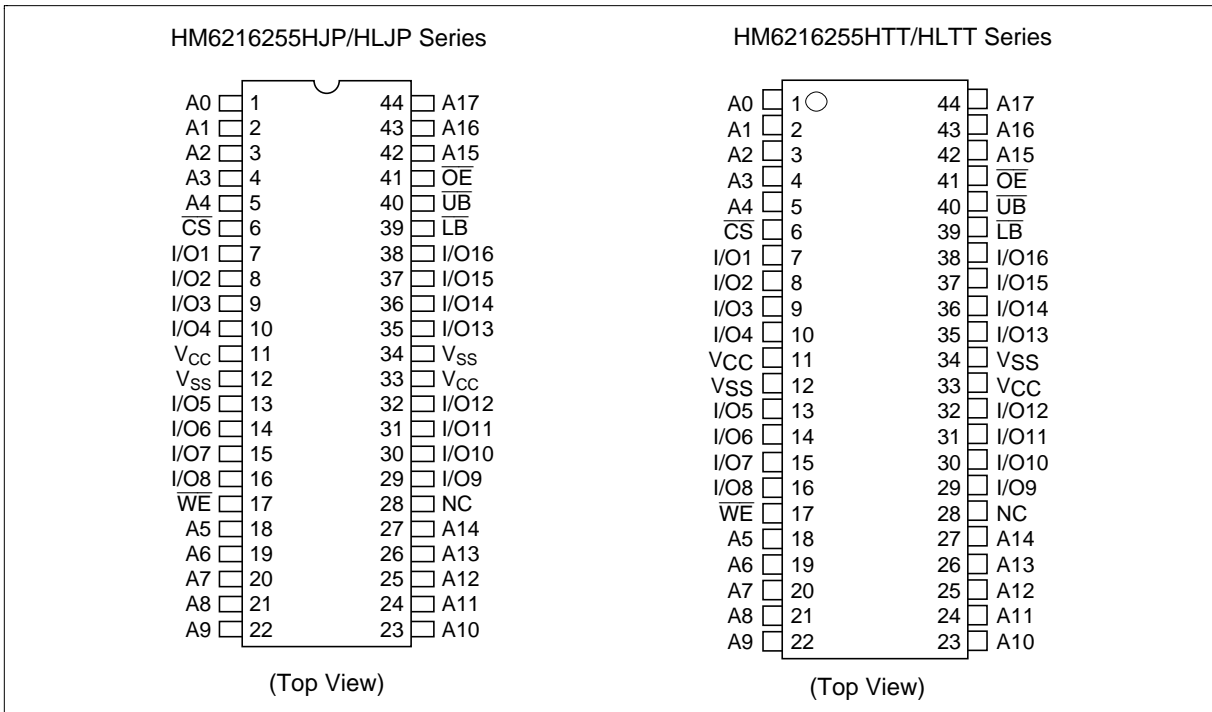 HM6216255HJP/HLJP Series
A0 1 44 A17
A1 2 43 A16
A2 3 42 A15
A3 4 41 OE
A4 5 40 UB
CS 6 39 LB
I/O1 7 38 I/O16
I/O2 8 37 I/O15
I/O3 9 36 I/O14
I/O4 10 35 I/O13
VCC 11 34 VSS
VSS 12 33 VCC
I/O5 13 32 I/O12
I/O6 14 31 I/O11
I/O7 15 30 I/O10
I/O8 16 29 I/O9
WE 17 28 NC
A5 18 27 A14
A6 19 26 A13
A7 20 25 A12
A8 21 24 A11
A9 22 23 A10
(Top View)
HM6216255HTT/HLTT Series
A0 1 44 A17
A1 2 43 A16
A2 3 42 A15
A3 4 41 OE
A4 5 40 UB
CS 6 39 LB
I/O1 7 38 I/O16
I/O2 8 37 I/O15
I/O3 9 36 I/O14
I/O4 10 35 I/O13
VCC 11 34 VSS
VSS 12 33 VCC
I/O5 13 32 I/O12
I/O6 14 31 I/O11
I/O7 15 30 I/O10
I/O8 16 29 I/O9
WE 17 28 NC
A5 18 27 A14
A6 19 26 A13
A7 20 25 A12
A8 21 24 A11
A9 22 23 A10
(Top View)